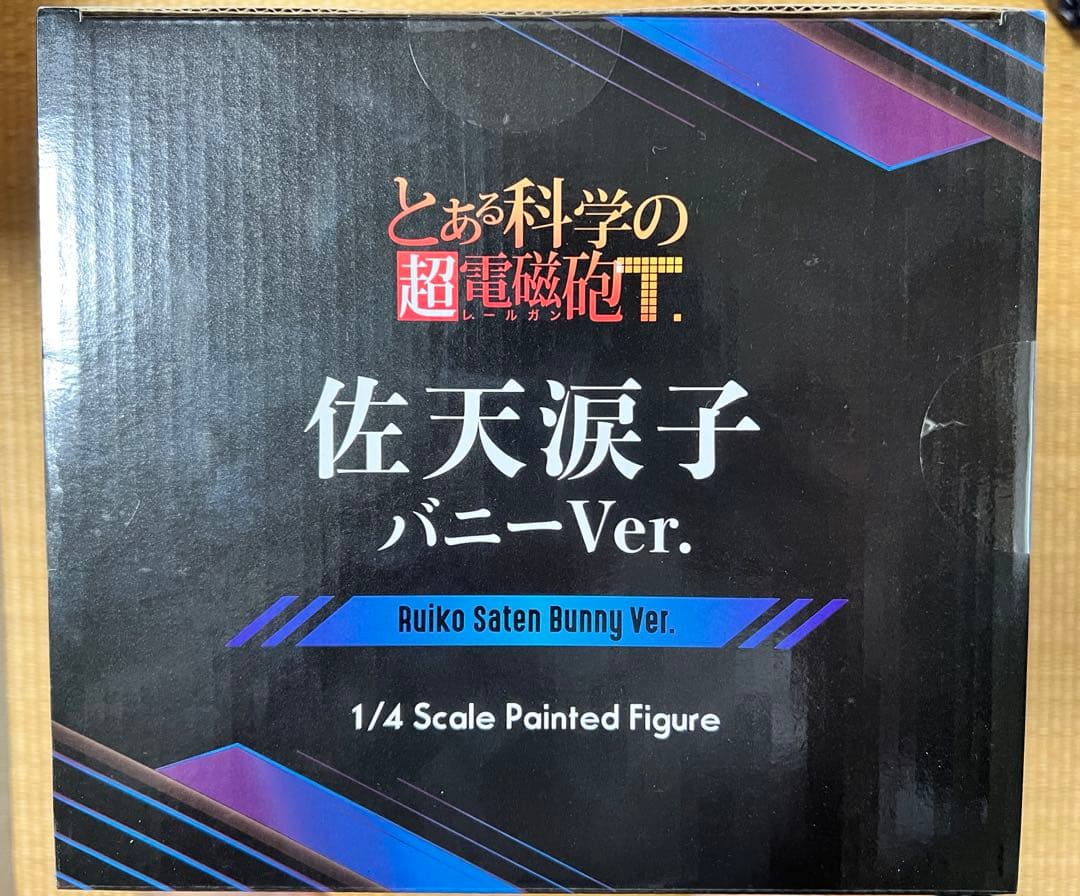 とある科学の
超電磁砲T.
レールガン
佐天涙子
バニーVer.
Ruiko Saten Bunny Ver.
1/4 Scale Painted Figure